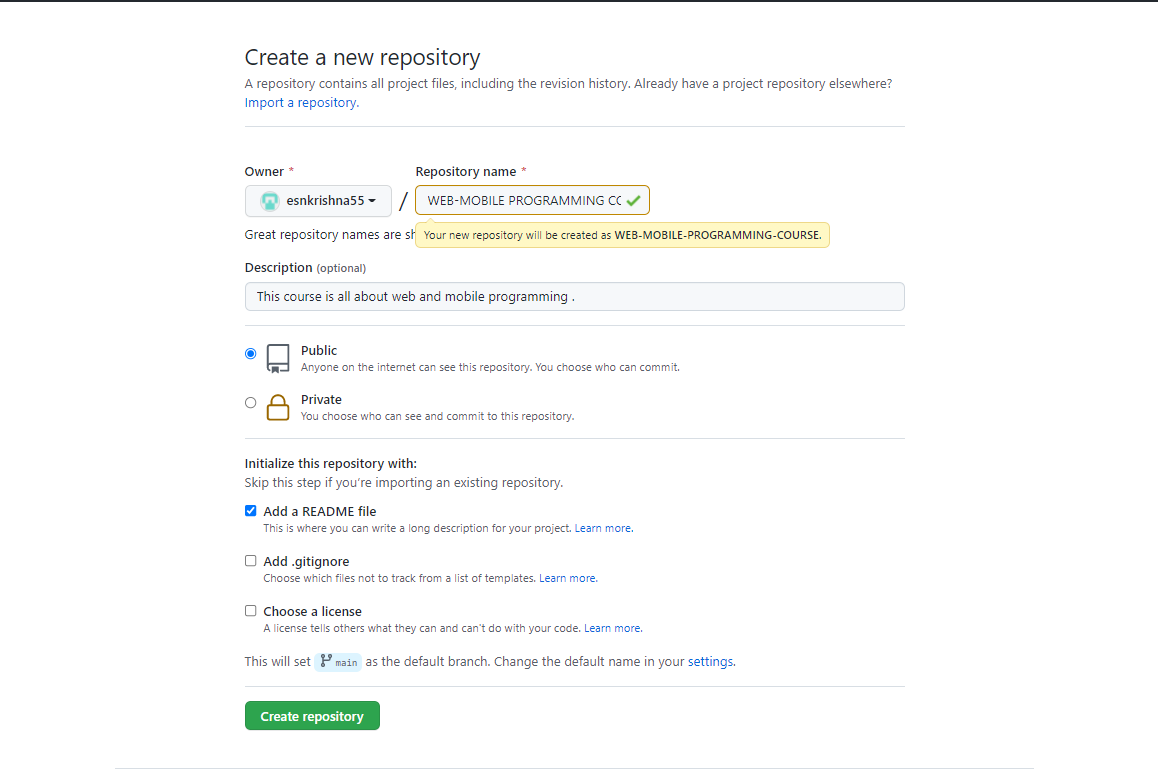 Create a new repository
A repository contains all project files, including the revision history. Already have a project repository elsewhere?
Import a repository.
Owner *
Repository name *
esnkrishna55
/
WEB-MOBILE PROGRAMMING CO
Great repository names are sh
Your new repository will be created as WEB-MOBILE-PROGRAMMING-COURSE.
Description (optional)
This course is all about web and mobile programming .
Public
Anyone on the internet can see this repository. You choose who can commit.
Private
You choose who can see and commit to this repository.
Initialize this repository with:
Skip this step if you're importing an existing repository.
Add a README file
This is where you can write a long description for your project. Learn more.
Add .gitignore
Choose which files not to track from a list of templates. Learn more.
Choose a license
A license tells others what they can and can't do with your code. Learn more.
This will set main as the default branch. Change the default name in your settings.
Create repository